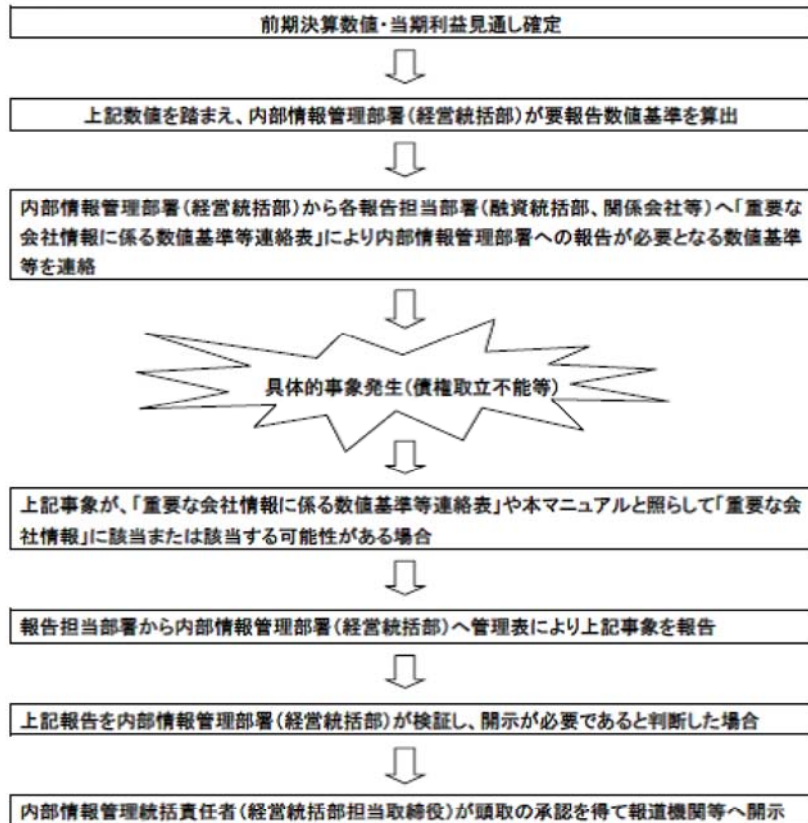 前期決算数値・当期利益見通し確定
上記数値を踏まえ、内部情報管理部署(経営統括部)が要報告数値基準を算出
内部情報管理部署(経営統括部)から各報告担当部署(融資統括部、関係会社等)へ「重要な
会社情報に係る数値基準等連絡表」により内部情報管理部署への報告が必要となる数値基準
等を連絡
具体的事象発生(債権取立不能等)
上記事象が、「重要な会社情報に係る数値基準等連絡表」や本マニュアルと照らして「重要な会
社情報」に該当または該当する可能性がある場合
報告担当部署から内部情報管理部署(経営統括部)へ管理表により上記事象を報告
上記報告を内部情報管理部署(経営統括部)が検証し、開示が必要であると判断した場合
内部情報管理統括責任者(経営統括部担当取締役)が頭取の承認を得て報道機関等へ開示